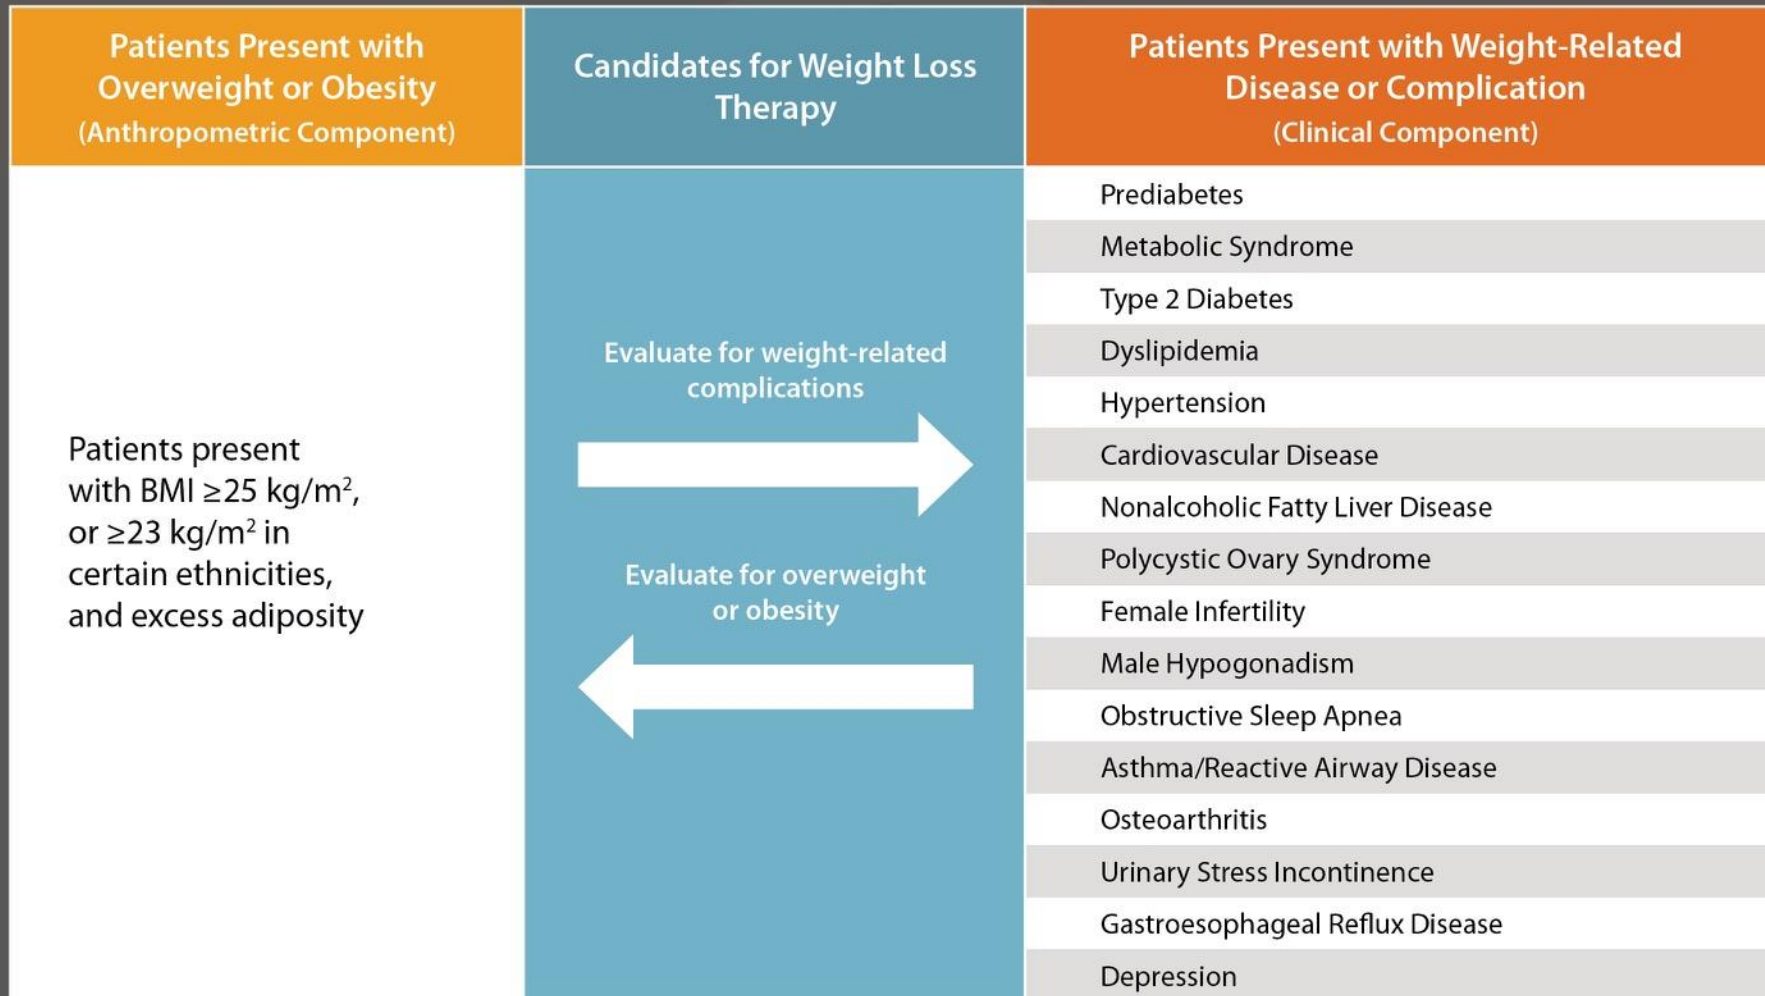 Patients Present with
Overweight or Obesity
(Anthropometric Component)
Candidates for Weight Loss
Therapy
Patients Present with Weight-Related
Disease or Complication
(Clinical Component)
Patients present
with BMI ≥25 kg/m²,
or ≥23 kg/m² in
certain ethnicities,
and excess adiposity
Evaluate for weight-related
complications
Evaluate for overweight
or obesity
Prediabetes
Metabolic Syndrome
Type 2 Diabetes
Dyslipidemia
Hypertension
Cardiovascular Disease
Nonalcoholic Fatty Liver Disease
Polycystic Ovary Syndrome
Female Infertility
Male Hypogonadism
Obstructive Sleep Apnea
Asthma/Reactive Airway Disease
Osteoarthritis
Urinary Stress Incontinence
Gastroesophageal Reflux Disease
Depression